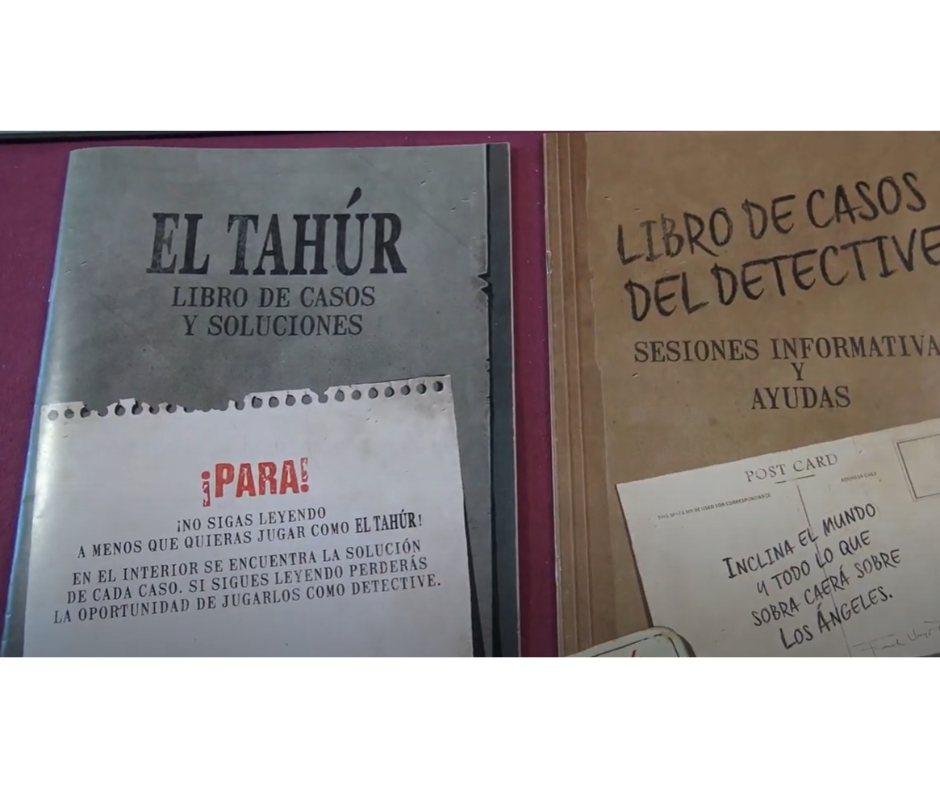 EL TAHÚR
LIBRO DE CASOS
Y SOLUCIONES
¡PARA!
¡NO SIGAS LEYENDO
A MENOS QUE QUIERAS JUGAR COMO EL TAHÚR!
EN EL INTERIOR SE ENCUENTRA LA SOLUCIÓN
DE CADA CASO. SI SIGUES LEYENDO PERDERÁS
LA OPORTUNIDAD DE JUGARLOS COMO DETECTIVE.
LIBRO DE CASOS
DEL DETECTIVE
SESIONES INFORMATIVA
Y
AYUDAS
POST CARD
ADDRESS ONLY
INCLINA EL MUNDO
Y TODO LO QUE
SOBRA CAERÁ SOBRE
LOS ÁNGELES.